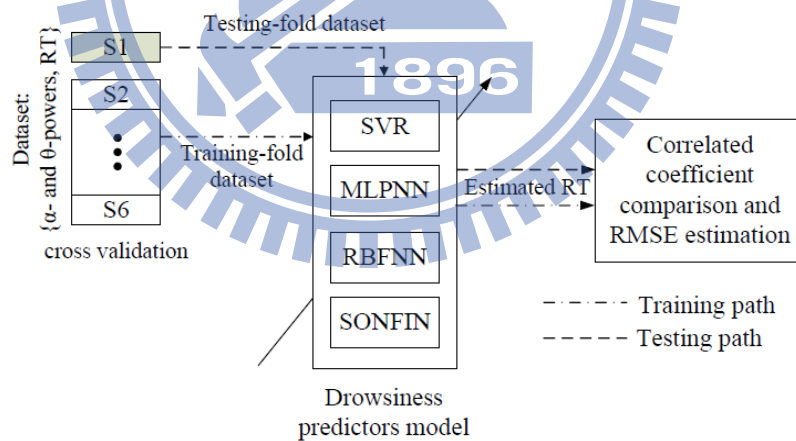 Dataset:
{α- and θ-powers, RT}
S1
S2
S6
cross validation
Testing-fold dataset
Training-fold
dataset
1896
SVR
MLPNN
RBFNN
SONFIN
Drowsiness
predictors model
Estimated RT
Correlated
coefficient
comparison and
RMSE estimation
Training path
Testing path